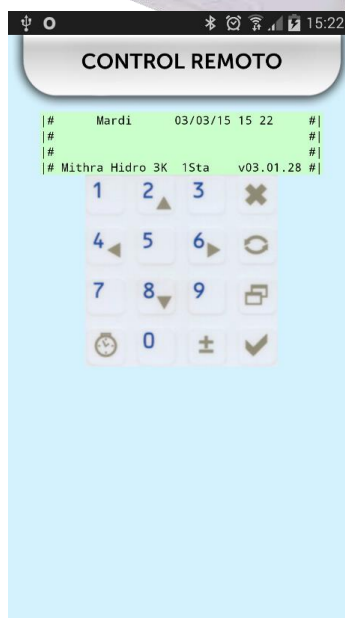 15:22
CONTROL REMOTO
|# Mardi 03/03/15 15 22 #|
|# #|
|# #|
|# Mithra Hidro 3K 1Sta v03.01.28 #|
1 2 3
4 5 6
7 8 9
0 ±